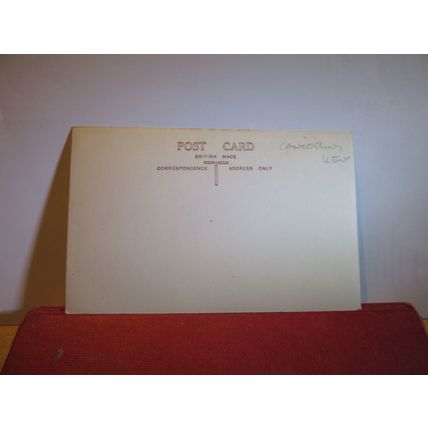 POST CARD
BRITISH MADE
CORRESPONDENCE ADDRESS ONLY